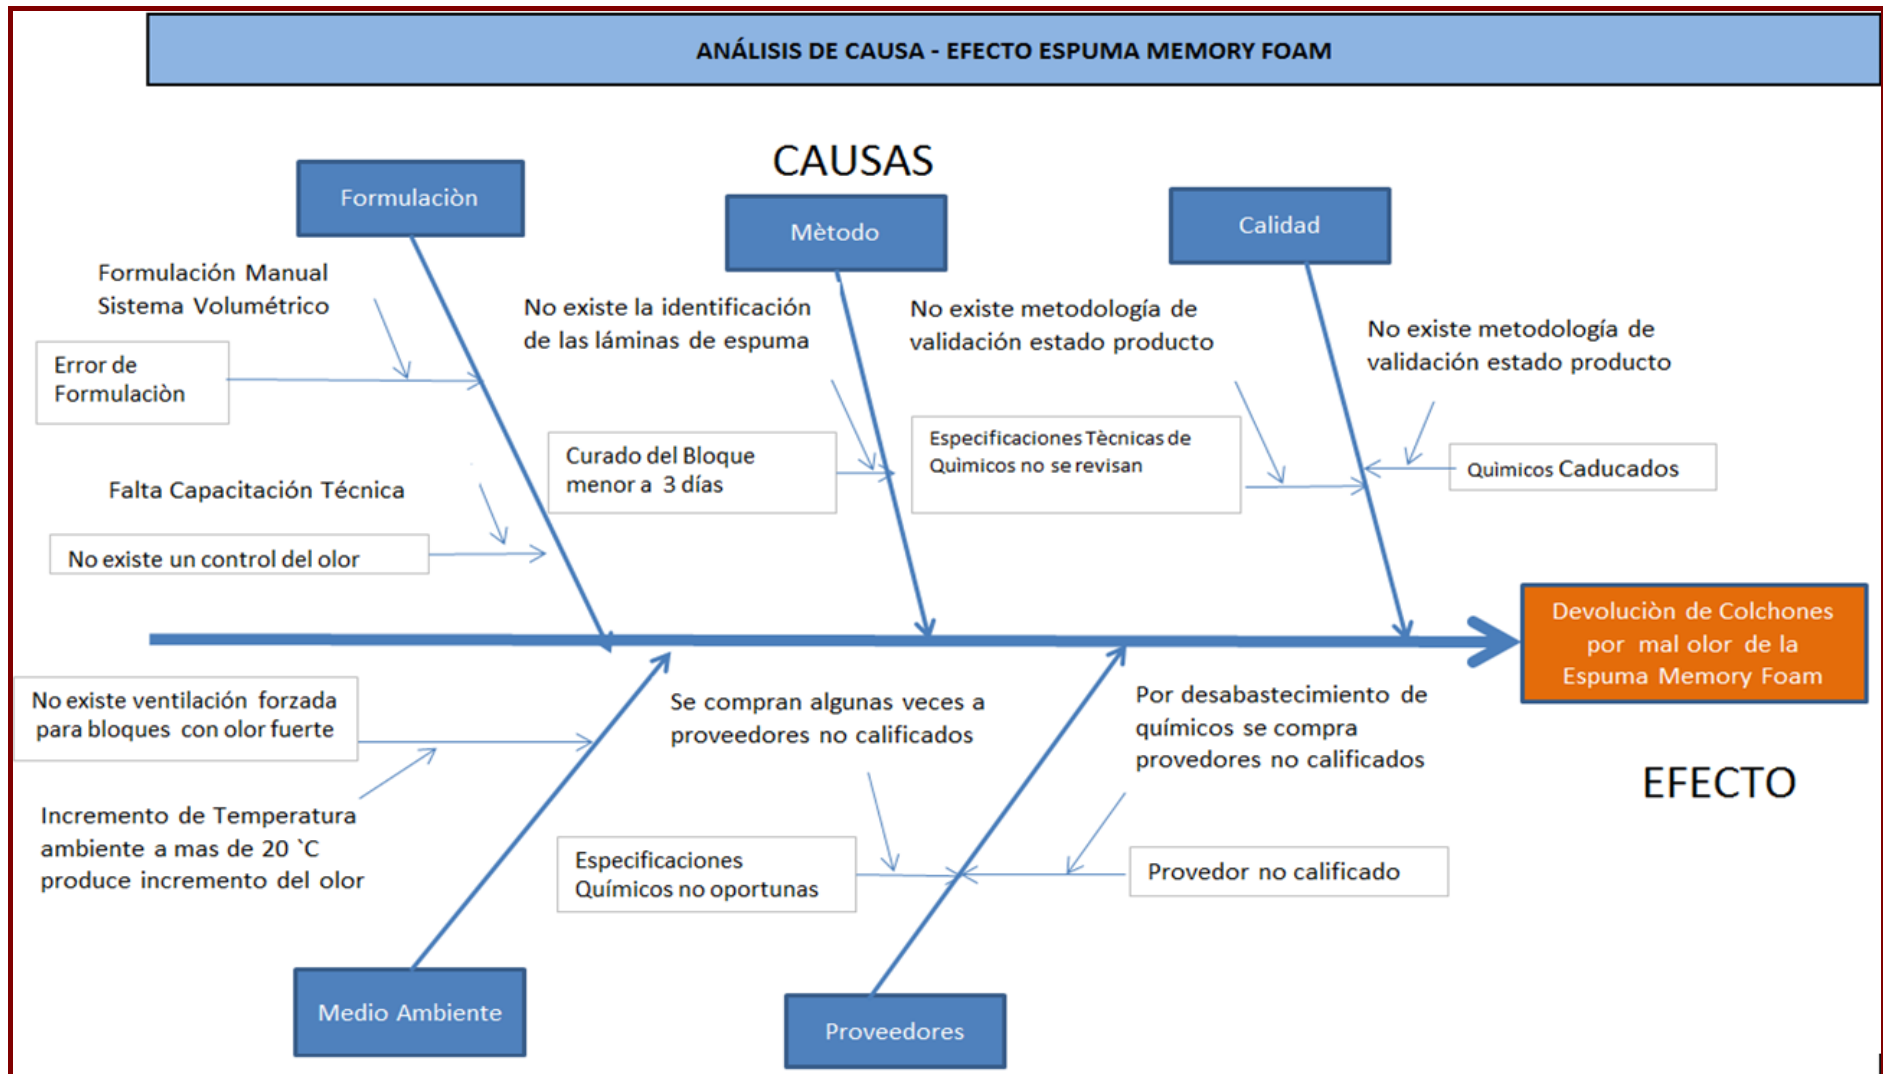 ANÁLISIS DE CAUSA - EFECTO ESPUMA MEMORY FOAM
CAUSAS
Formulaciòn
Mètodo
Calidad
Formulación Manual
Sistema Volumétrico
Error de
Formulaciòn
Falta Capacitación Técnica
No existe un control del olor
No existe la identificación
de las láminas de espuma
Curado del Bloque
menor a 3 días
No existe metodología de
validación estado producto
Especificaciones Tècnicas de
Quìmicos no se revisan
No existe metodología de
validación estado producto
Quìmicos Caducados
Devoluciòn de Colchones
por mal olor de la
Espuma Memory Foam
EFECTO
No existe ventilación forzada
para bloques con olor fuerte
Incremento de Temperatura
ambiente a mas de 20 `C
produce incremento del olor
Se compran algunas veces a
proveedores no calificados
Especificaciones
Químicos no oportunas
Por desabastecimiento de
químicos se compra
provedores no calificados
Provedor no calificado
Medio Ambiente
Proveedores